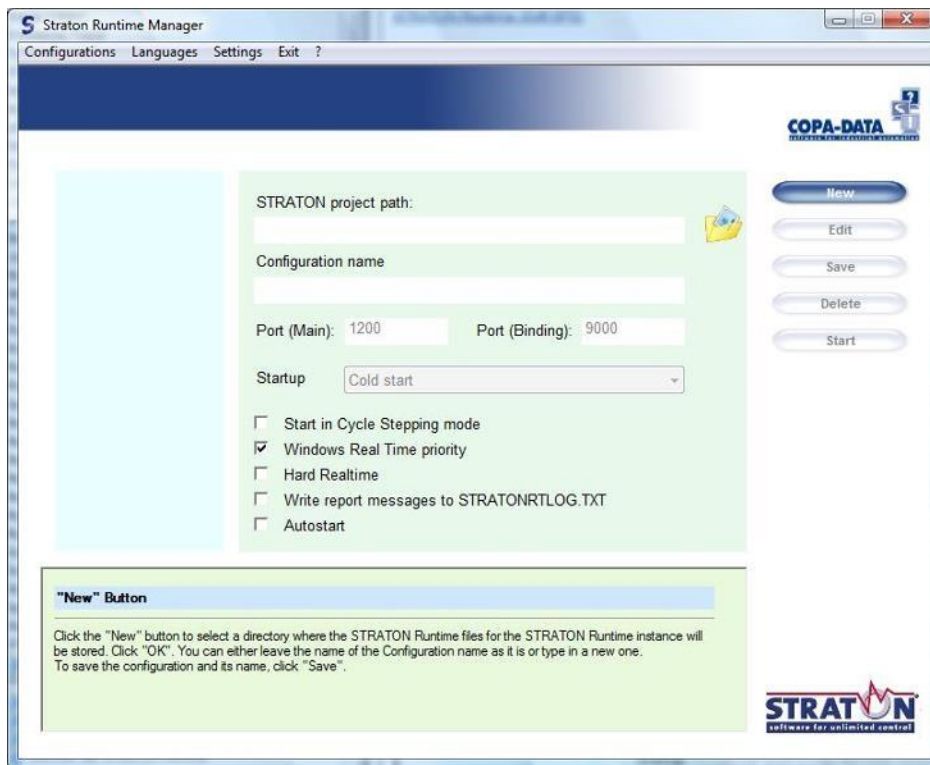 Straton Runtime Manager
Configurations Languages Settings Exit ?
COPA-DATA
STRATON project path:
New
Edit
Configuration name
Save
Delete
Port (Main): 1200 Port (Binding): 9000
Start
Startup Cold start
Start in Cycle Stepping mode
Windows Real Time priority
Hard Realtime
Write report messages to STRATONRTLOG.TXT
Autostart
"New" Button
Click the "New" button to select a directory where the STRATON Runtime files for the STRATON Runtime instance will
be stored. Click "OK". You can either leave the name of the Configuration name as it is or type in a new one.
To save the configuration and its name, click "Save".
STRATON
software for unlimited control